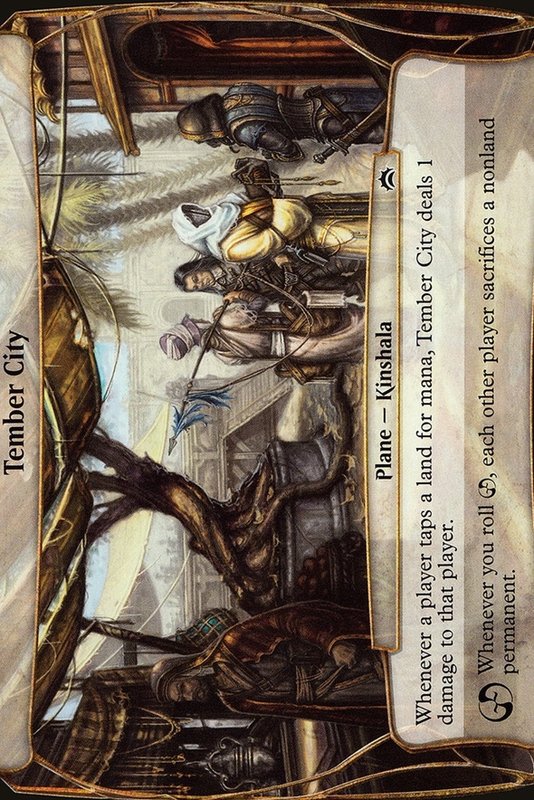 Tember City
Plane — Kinshala
Whenever a player taps a land for mana, Tember City deals 1
damage to that player.
Whenever you roll , each other player sacrifices a nonland
permanent.